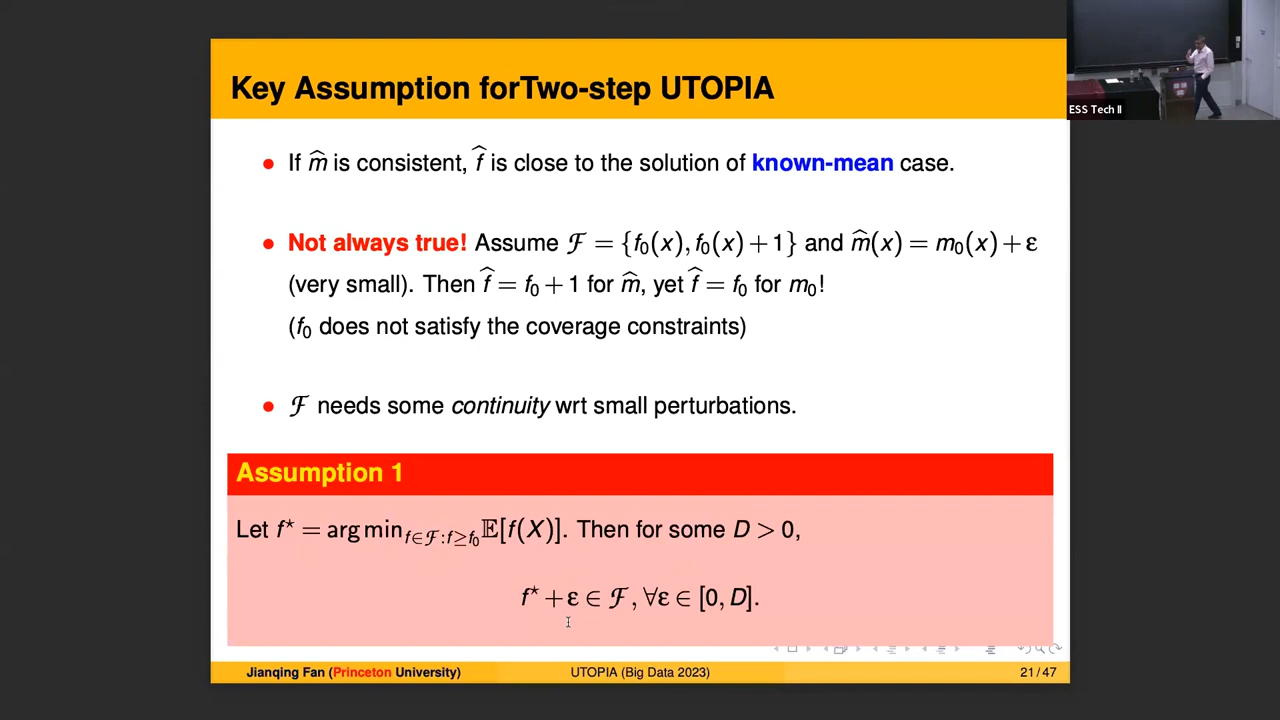 Key Assumption forTwo-step UTOPIA
ESS Tech II
● If m̂ is consistent, f̂ is close to the solution of known-mean case.
● Not always true! Assume ℱ = {f₀(x), f₀(x) + 1} and m̂(x) = m₀(x) + ε
(very small). Then f̂ = f₀ + 1 for m̂, yet f̂ = f₀ for m₀!
(f₀ does not satisfy the coverage constraints)
● ℱ needs some continuity wrt small perturbations.
Assumption 1
Let f⋆ = arg min_{f∈ℱ:f≥f₀} 𝔼[f(X)]. Then for some D > 0,
f⋆ + ε ∈ ℱ, ∀ε ∈ [0, D].
Jianqing Fan (Princeton University) UTOPIA (Big Data 2023) 21 / 47